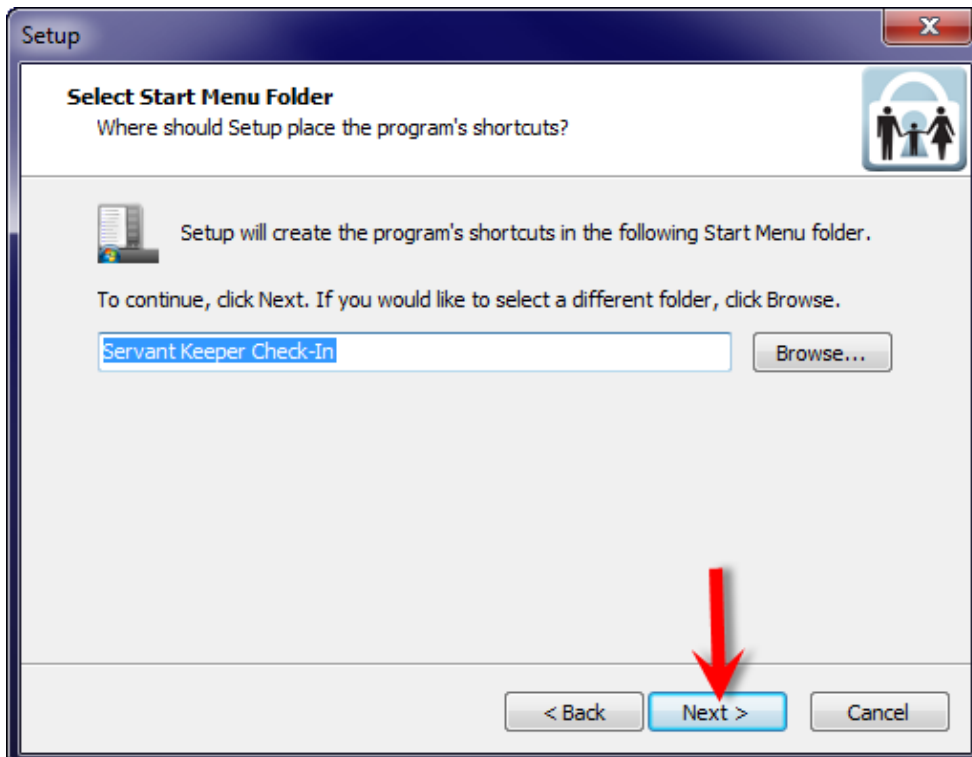 Setup
Select Start Menu Folder
Where should Setup place the program's shortcuts?
Setup will create the program's shortcuts in the following Start Menu folder.
To continue, click Next. If you would like to select a different folder, click Browse.
Servant Keeper Check-In
Browse...
< Back
Next >
Cancel